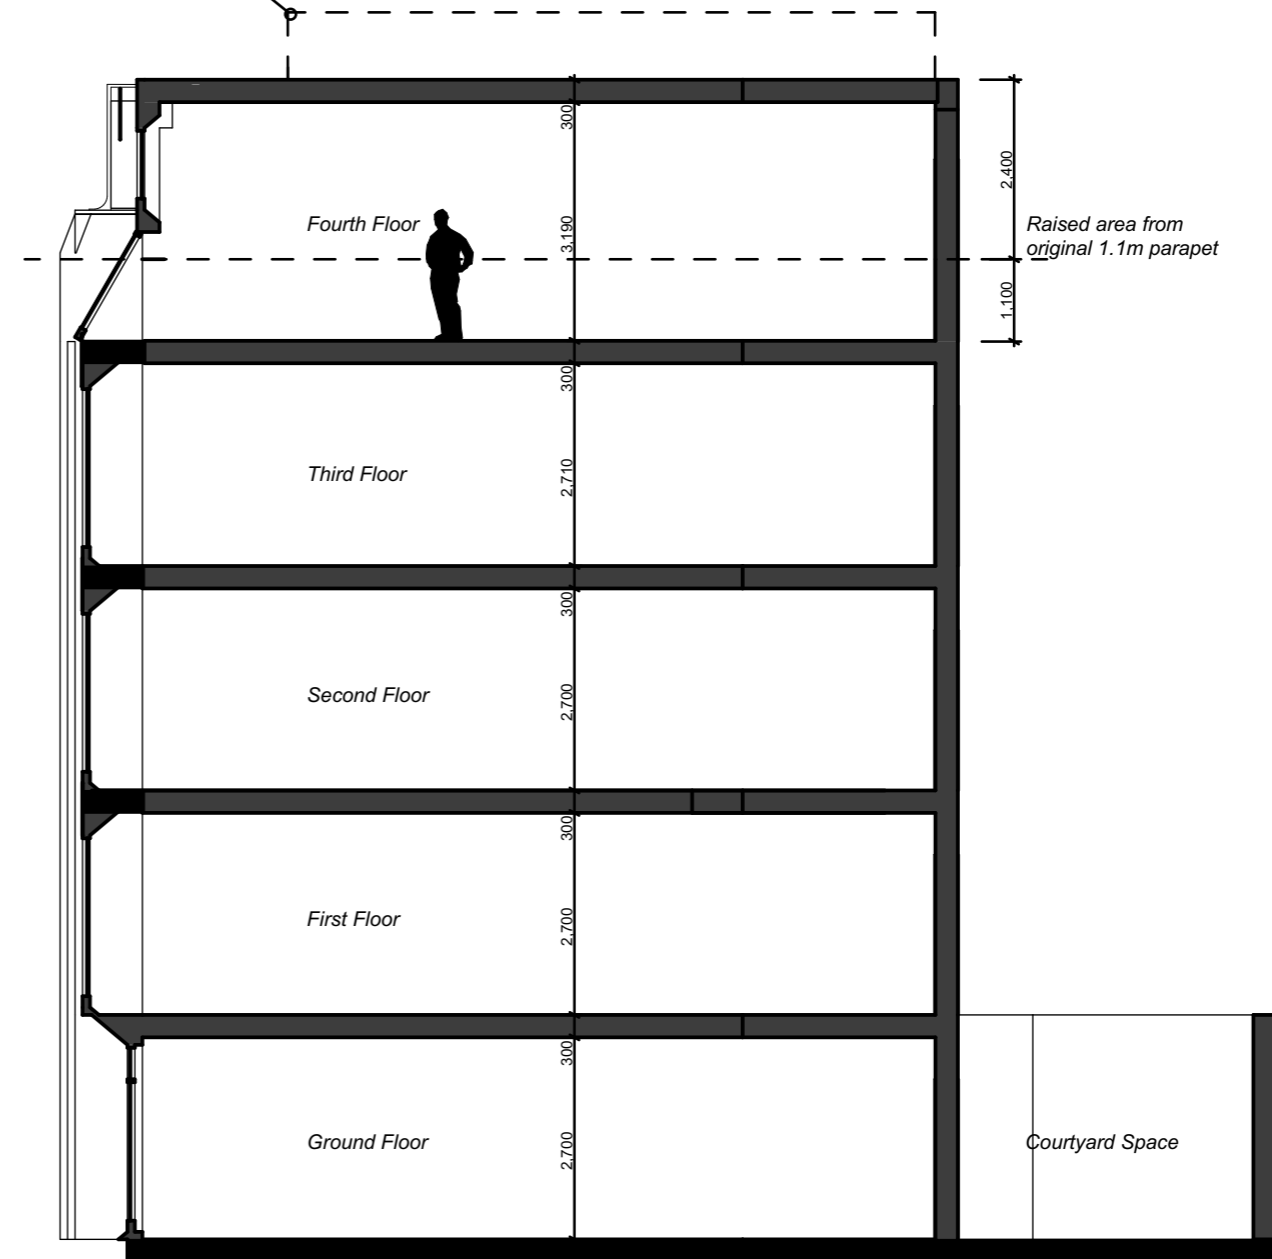 300
2,400
Fourth Floor
3,190
Raised area from
original 1.1m parapet
1,100
300
Third Floor
2,710
300
Second Floor
2,700
300
First Floor
2,700
300
Ground Floor
2,700
Courtyard Space